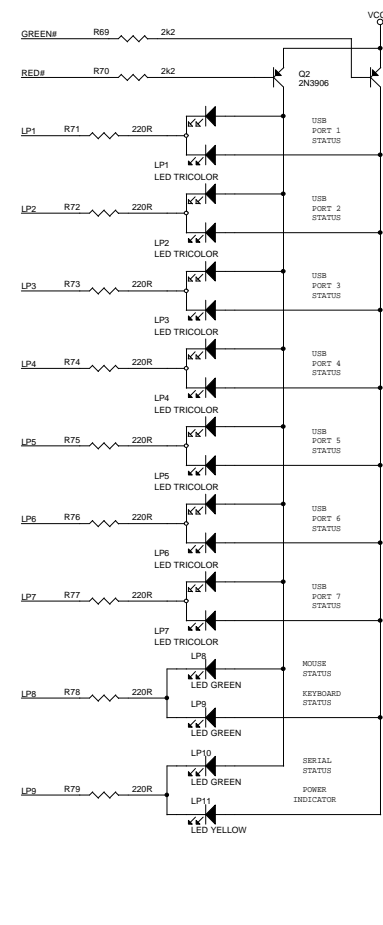 VCC
GREEN# R69 2k2
RED# R70 2k2
Q2
2N3906
LP1 R71 220R
USB
PORT 1
STATUS
LP1
LED TRICOLOR
LP2 R72 220R
USB
PORT 2
STATUS
LP2
LED TRICOLOR
LP3 R73 220R
USB
PORT 3
STATUS
LP3
LED TRICOLOR
LP4 R74 220R
USB
PORT 4
STATUS
LP4
LED TRICOLOR
LP5 R75 220R
USB
PORT 5
STATUS
LP5
LED TRICOLOR
LP6 R76 220R
USB
PORT 6
STATUS
LP6
LED TRICOLOR
LP7 R77 220R
USB
PORT 7
STATUS
LP7
LED TRICOLOR
LP8
LED GREEN
MOUSE
STATUS
LP8 R78 220R
KEYBOARD
STATUS
LP9
LED GREEN
LP10
LED GREEN
SERIAL
STATUS
LP9 R79 220R
POWER
INDICATOR
LP11
LED YELLOW